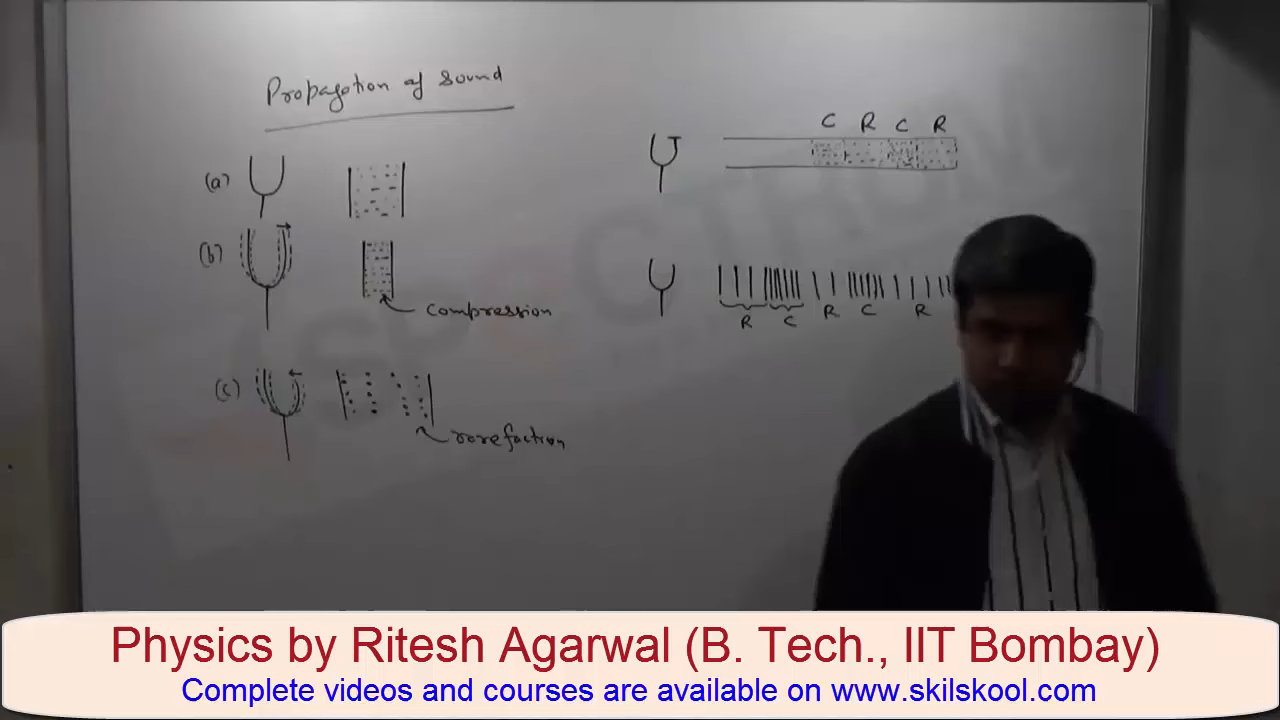 Propagation of Sound
(a)
(b)
compression
(c)
rarefaction
C R C R
R C R C R
Physics by Ritesh Agarwal (B. Tech., IIT Bombay)
Complete videos and courses are available on www.skilskool.com